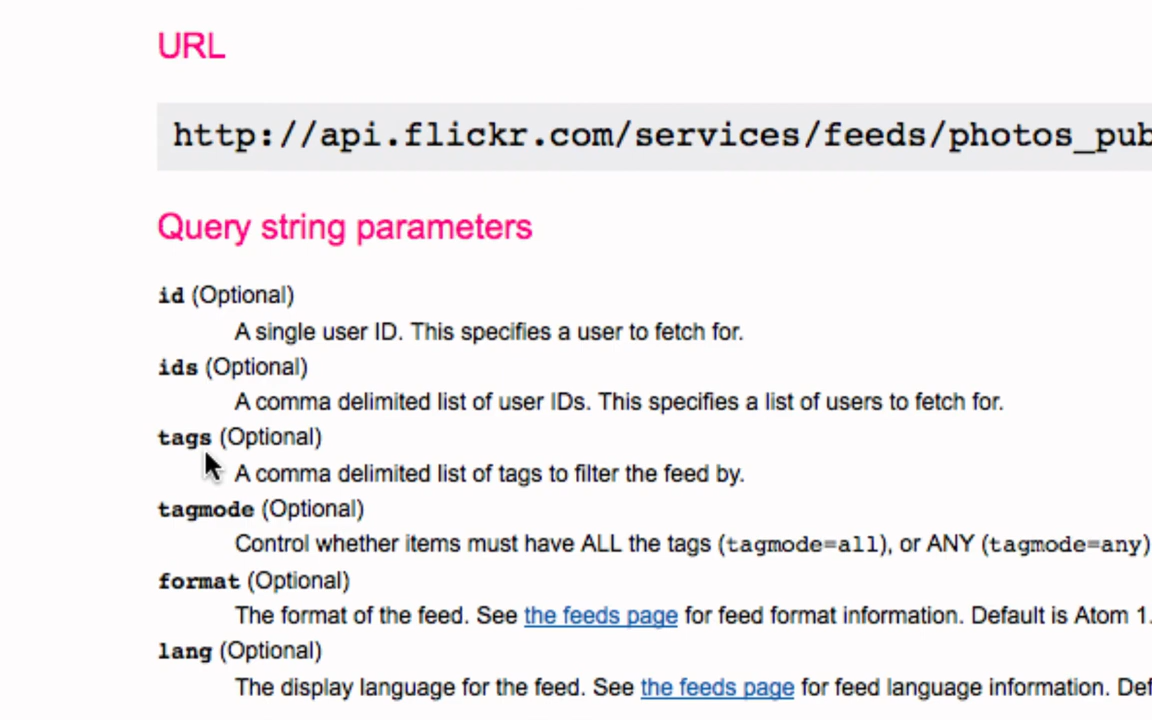 URL
http://api.flickr.com/services/feeds/photos_pub
Query string parameters
id (Optional)
A single user ID. This specifies a user to fetch for.
ids (Optional)
A comma delimited list of user IDs. This specifies a list of users to fetch for.
tags (Optional)
A comma delimited list of tags to filter the feed by.
tagmode (Optional)
Control whether items must have ALL the tags (tagmode=all), or ANY (tagmode=any)
format (Optional)
The format of the feed. See the feeds page for feed format information. Default is Atom 1.
lang (Optional)
The display language for the feed. See the feeds page for feed language information. Def